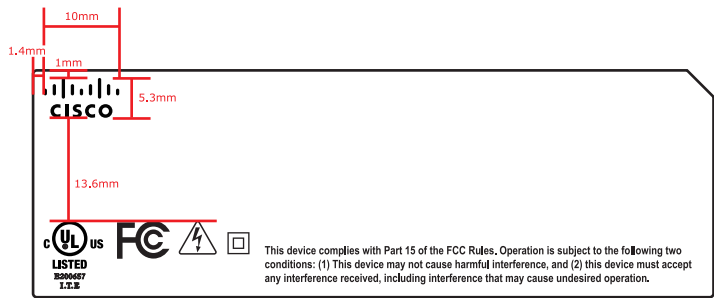 10mm
1.4mm
1mm
5.3mm
CISCO
13.6mm
C UL US
LISTED
E200657
I.T.E
FC
This device complies with Part 15 of the FCC Rules. Operation is subject to the following two
conditions: (1) This device may not cause harmful interference, and (2) this device must accept
any interference received, including interference that may cause undesired operation.